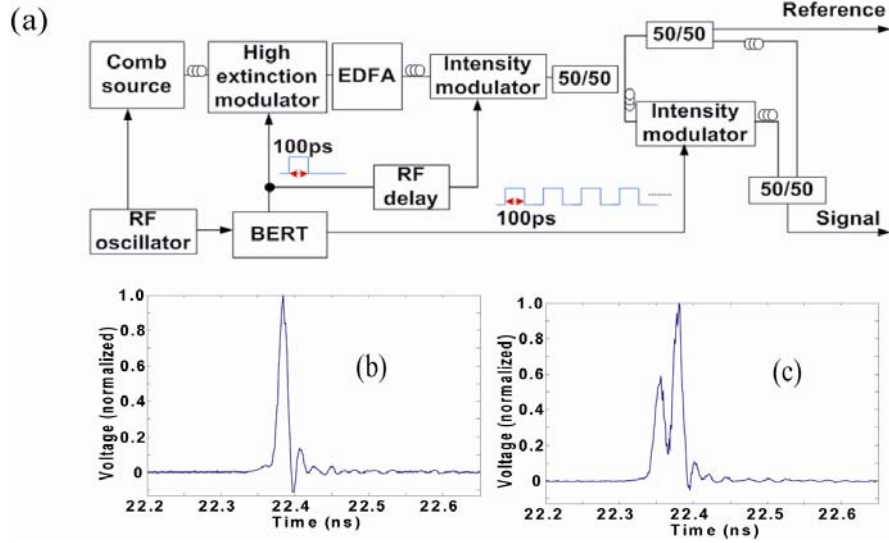 (a)
Reference
Comb
source
High
extinction
modulator
EDFA
Intensity
modulator
50/50
50/50
Intensity
modulator
100ps
RF
delay
100ps
50/50
RF
oscillator
BERT
Signal
Voltage (normalized)
1.0
0.8
0.6
0.4
0.2
0
(b)
22.2
22.3
22.4
22.5
22.6
Time (ns)
Voltage (normalized)
1.0
0.8
0.6
0.4
0.2
0
(c)
22.2
22.3
22.4
22.5
22.6
Time (ns)